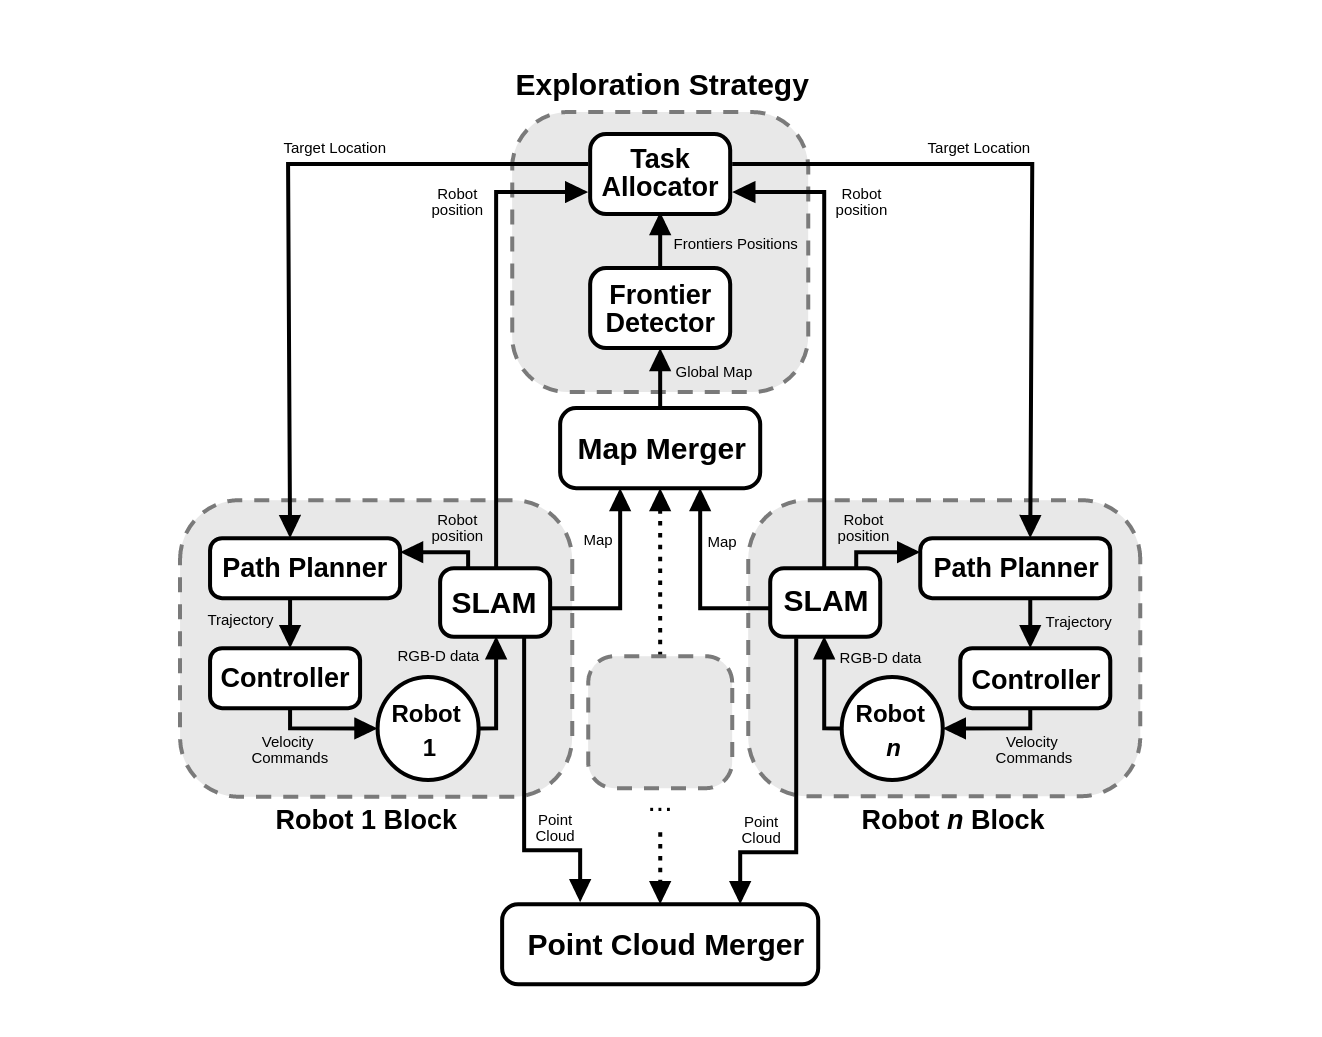 Exploration Strategy
Task
Allocator
Target Location
Target Location
Robot
position
Robot
position
Frontiers Positions
Frontier
Detector
Global Map
Map Merger
Robot
position
Path Planner
SLAM
Map
Map
Robot
position
SLAM
Path Planner
Trajectory
RGB-D data
Controller
Robot
1
Velocity
Commands
Robot 1 Block
RGB-D data
Trajectory
Controller
Robot
n
Velocity
Commands
Robot n Block
...
Point
Cloud
Point
Cloud
Point Cloud Merger